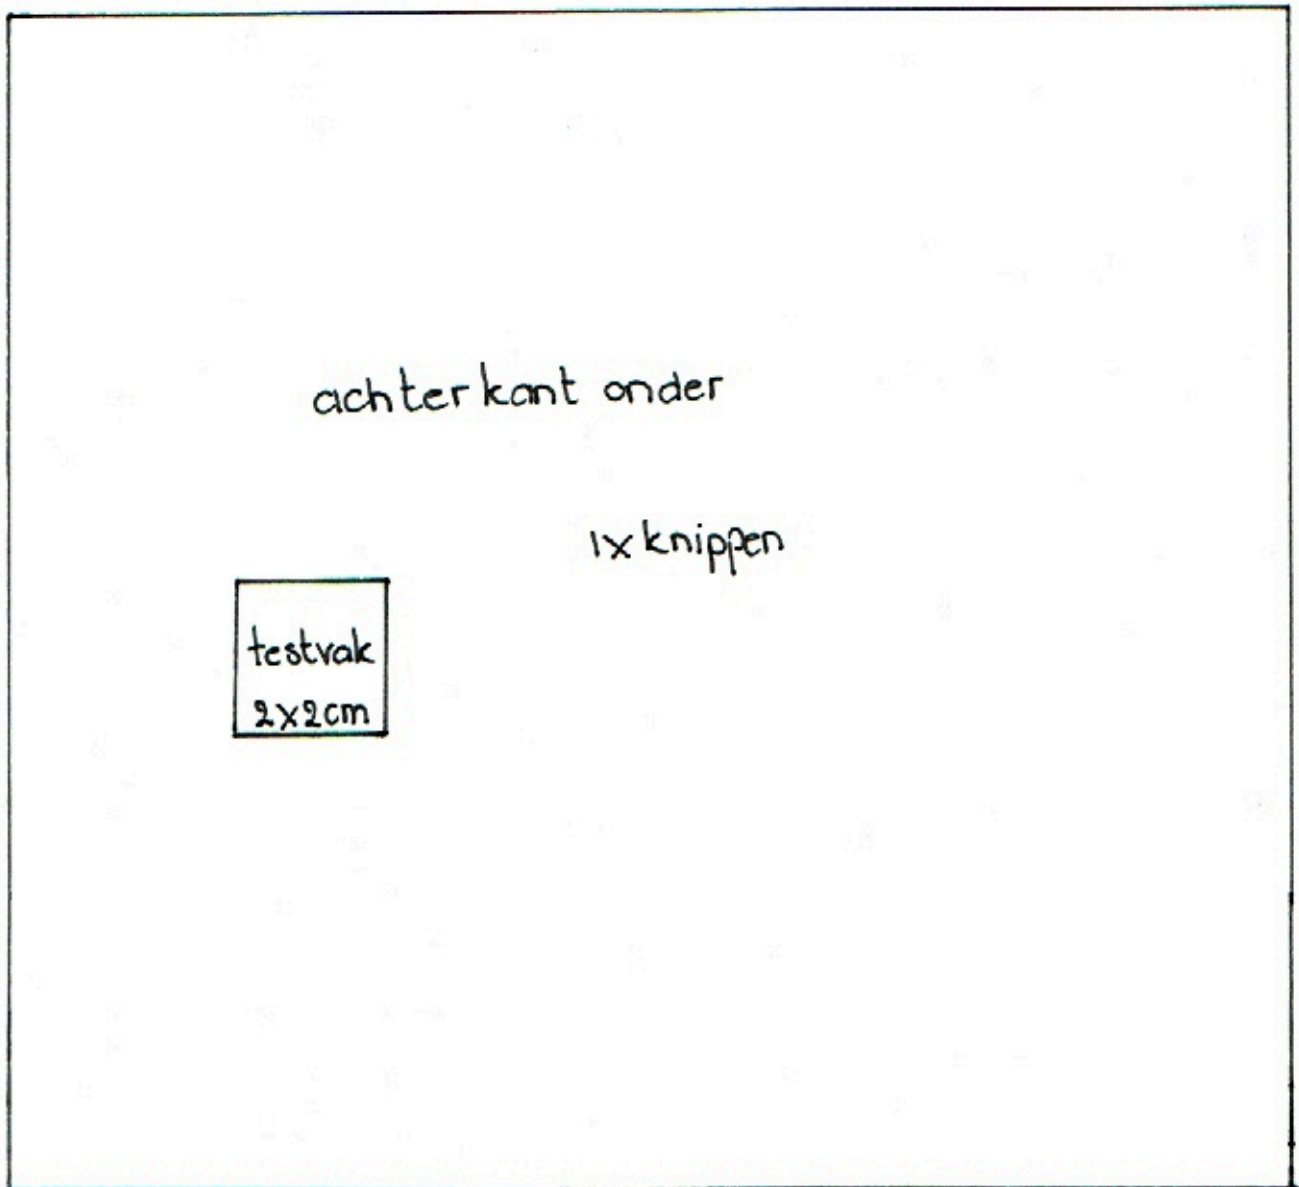 achterkant onder
1x knippen
testvak
2x2cm